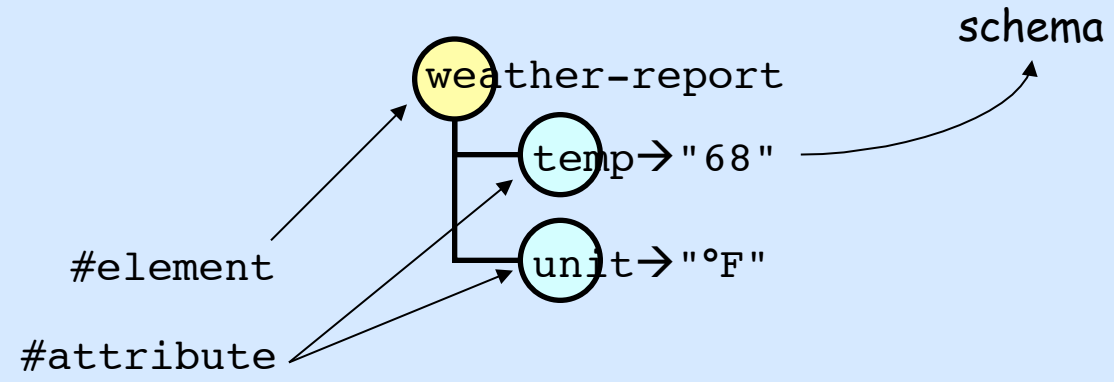 schema
weather-report
temp→"68"
unit→"°F"
#element
#attribute